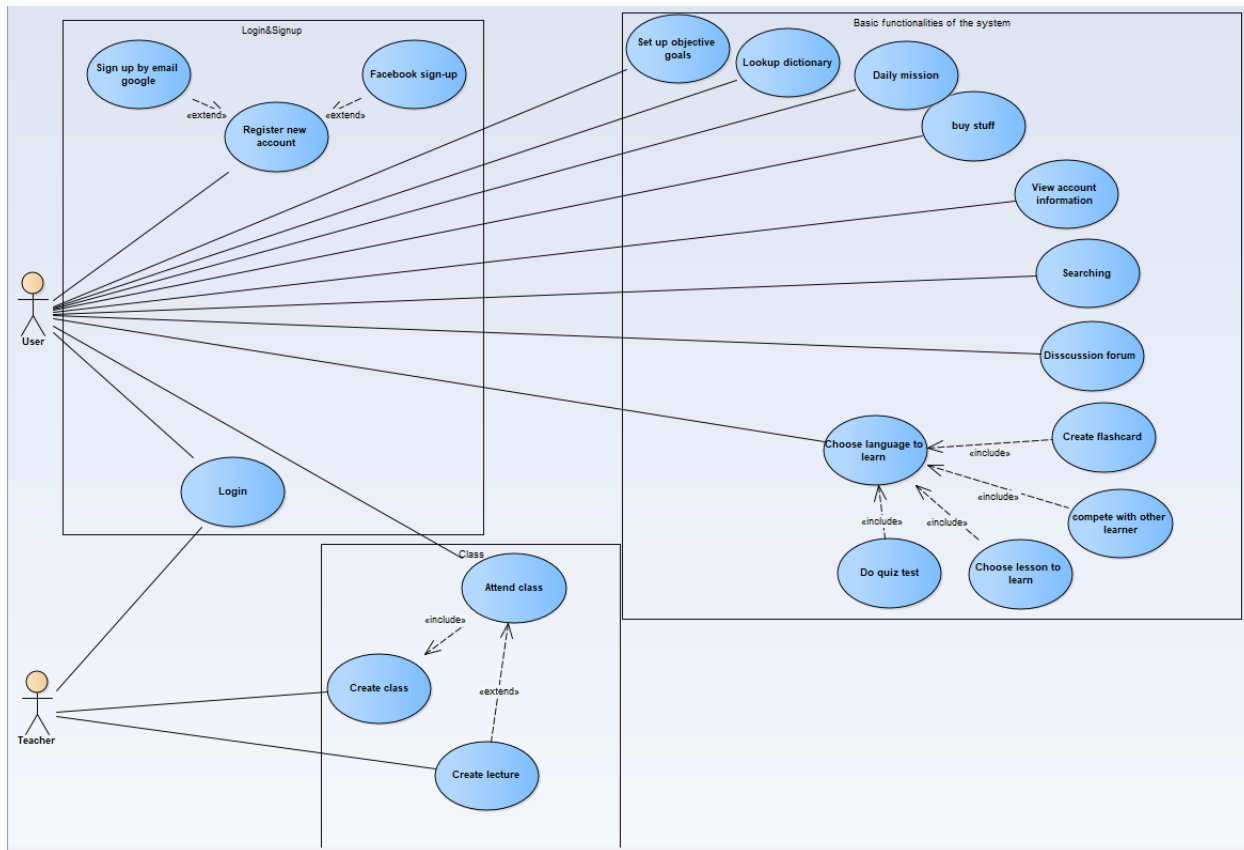 Login&Signup
Sign up by email
google
Facebook sign-up
«extend»
«extend»
Register new
account
Basic functionalities of the system
Set up objective
goals
Lookup dictionary
Daily mission
buy stuff
View account
information
Searching
Disscussion forum
User
Choose language to
learn
Create flashcard
«include»
«include»
compete with other
learner
«include»
«include»
Do quiz test
Choose lesson to
learn
Login
Class
Attend class
«include»
Create class
«extend»
Teacher
Create lecture